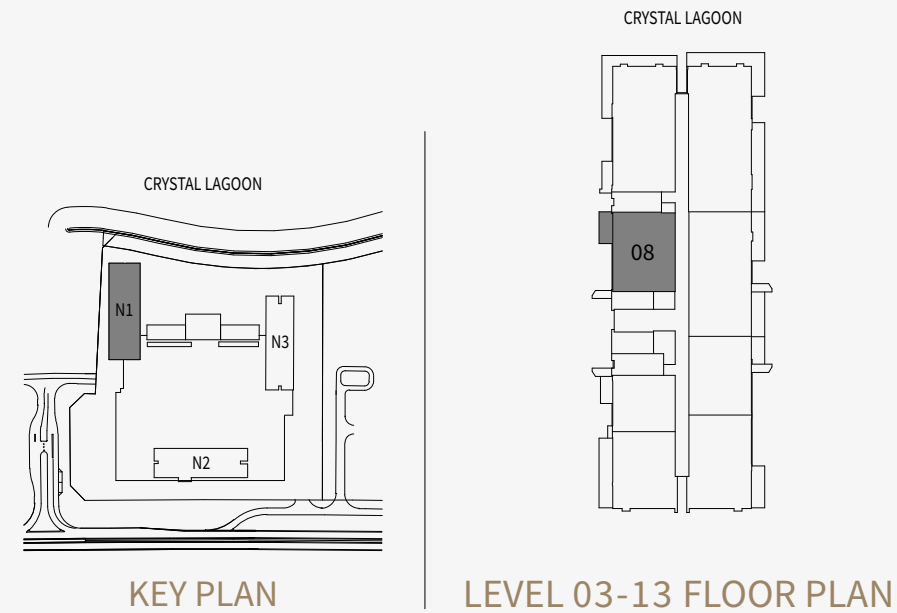 CRYSTAL LAGOON
N1
N3
N2
KEY PLAN
CRYSTAL LAGOON
08
LEVEL 03-13 FLOOR PLAN